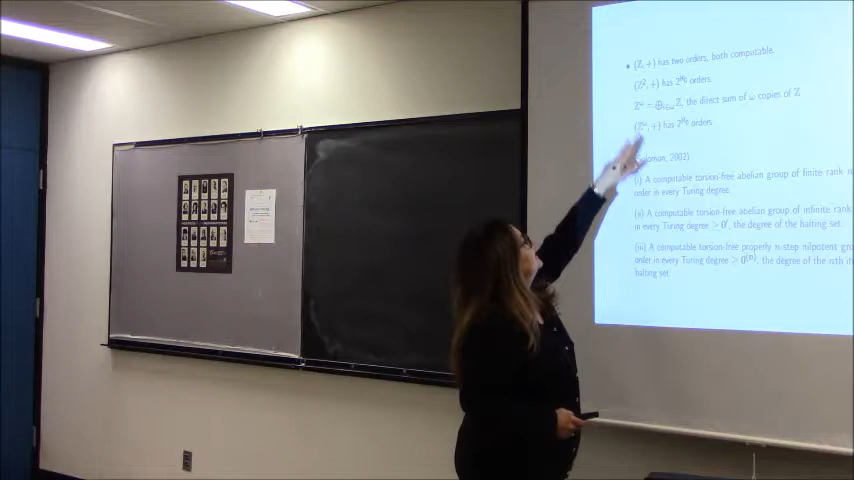 • (ℤ, +) has two orders, both computable.
(ℤ², +) has 2^ℵ₀ orders.
ℤ^ω = ⊕_{i∈ω} ℤ, the direct sum of ω copies of ℤ
(ℤ^ω, +) has 2^ℵ₀ orders
Solomon, 2002)
(i) A computable torsion-free abelian group of finite rank n
order in every Turing degree.
(ii) A computable torsion-free abelian group of infinite rank
in every Turing degree ≥ 0′, the degree of the halting set.
(iii) A computable torsion-free properly n-step nilpotent gro
order in every Turing degree ≥ 0^(n), the degree of the nth it
halting set